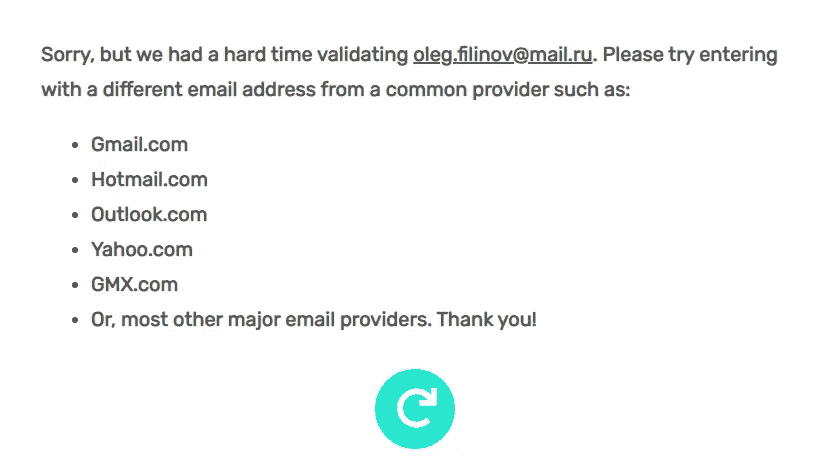 Sorry, but we had a hard time validating oleg.filinov@mail.ru. Please try entering
with a different email address from a common provider such as:
• Gmail.com
• Hotmail.com
• Outlook.com
• Yahoo.com
• GMX.com
• Or, most other major email providers. Thank you!